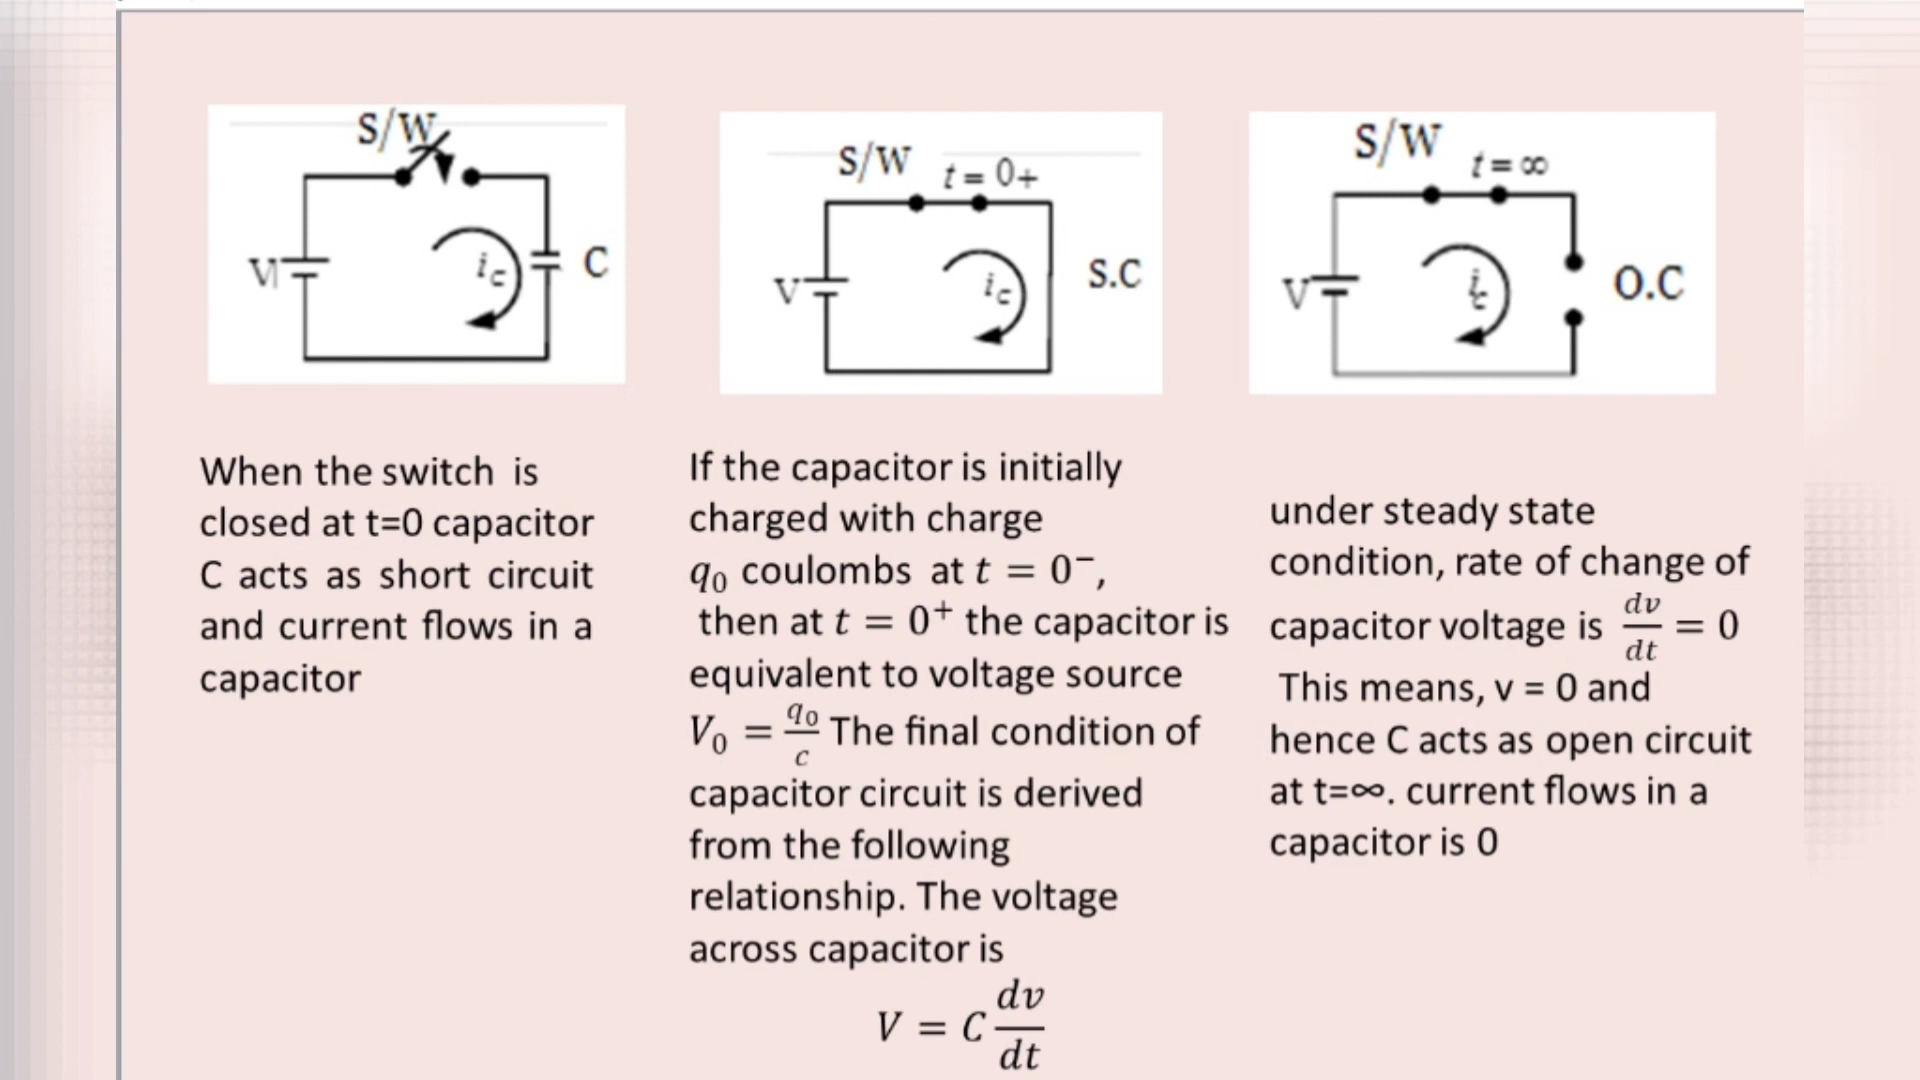 S/W
V
i_c
C
S/W t = 0+
V
i_c
S.C
S/W t = ∞
V
i_c
O.C
When the switch is
closed at t=0 capacitor
C acts as short circuit
and current flows in a
capacitor
If the capacitor is initially
charged with charge
q₀ coulombs at t = 0⁻,
then at t = 0⁺ the capacitor is
equivalent to voltage source
V₀ = q₀/c The final condition of
capacitor circuit is derived
from the following
relationship. The voltage
across capacitor is
V = C dv/dt
under steady state
condition, rate of change of
capacitor voltage is dv/dt = 0
This means, v = 0 and
hence C acts as open circuit
at t=∞. current flows in a
capacitor is 0